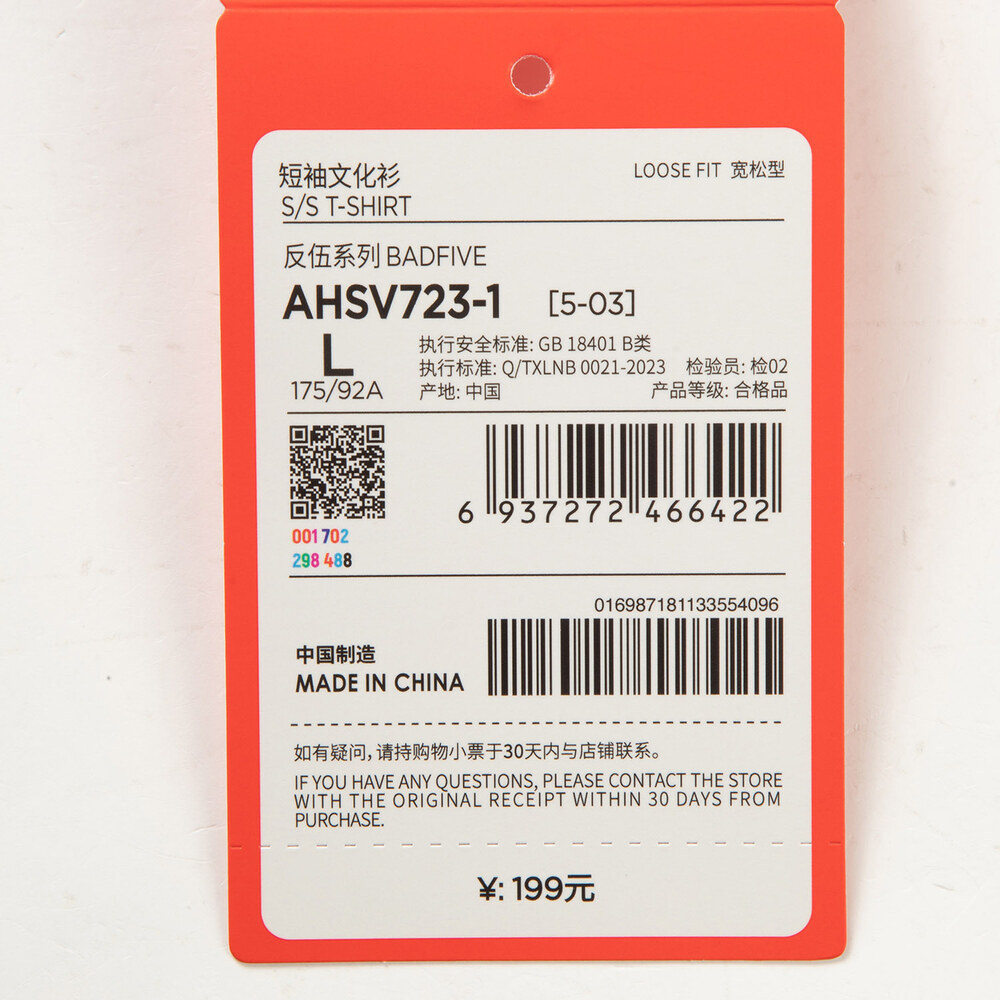 短袖文化衫
LOOSE FIT 宽松型
S/S T-SHIRT
反伍系列 BADFIVE
AHSV723-1 [5-03]
L
175/92A
执行安全标准: GB 18401 B类
执行标准: Q/TXLNB 0021-2023 检验员: 检02
产地: 中国 产品等级: 合格品
6 937272 466422
001 702
298 488
016987181133554096
中国制造
MADE IN CHINA
如有疑问,请持购物小票于30天内与店铺联系。
IF YOU HAVE ANY QUESTIONS, PLEASE CONTACT THE STORE
WITH THE ORIGINAL RECEIPT WITHIN 30 DAYS FROM
PURCHASE.
¥: 199元